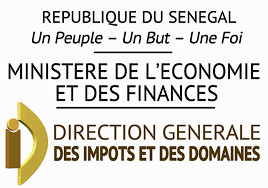 REPUBLIQUE DU SENEGAL
Un Peuple – Un But – Une Foi
MINISTERE DE L'ECONOMIE
ET DES FINANCES
DIRECTION GENERALE
DES IMPOTS ET DES DOMAINES